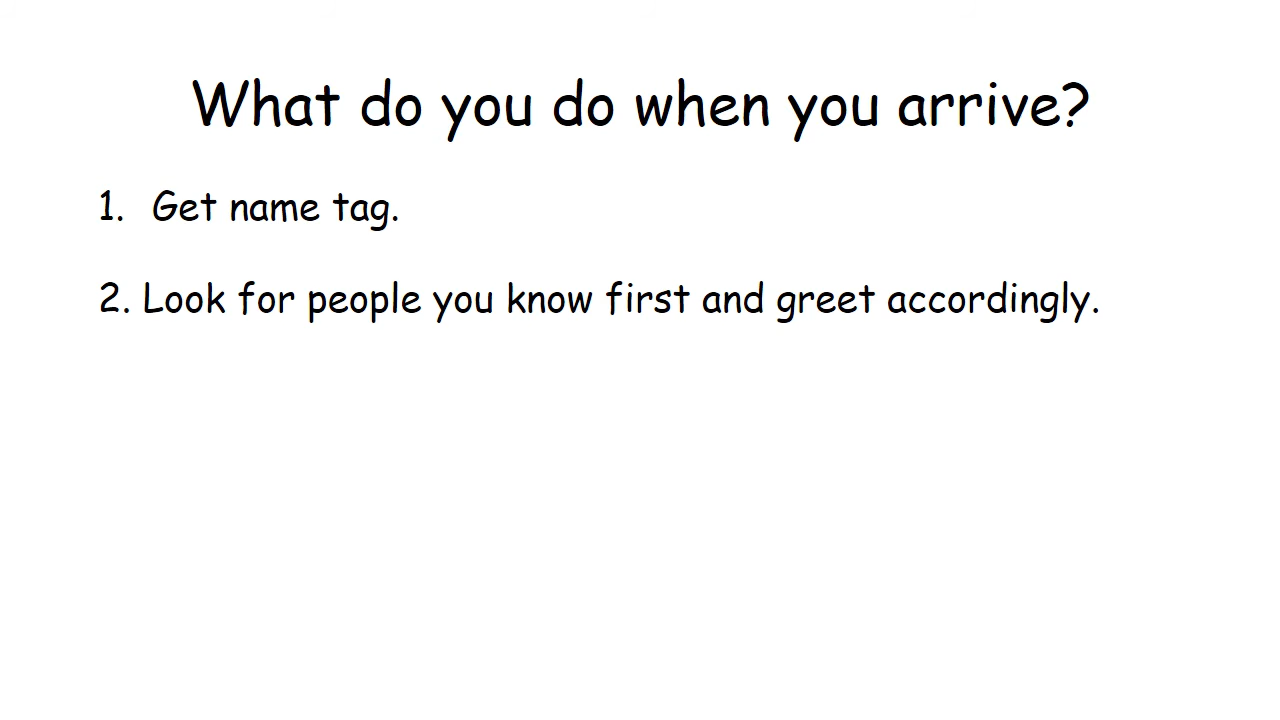 What do you do when you arrive?
1. Get name tag.
2. Look for people you know first and greet accordingly.